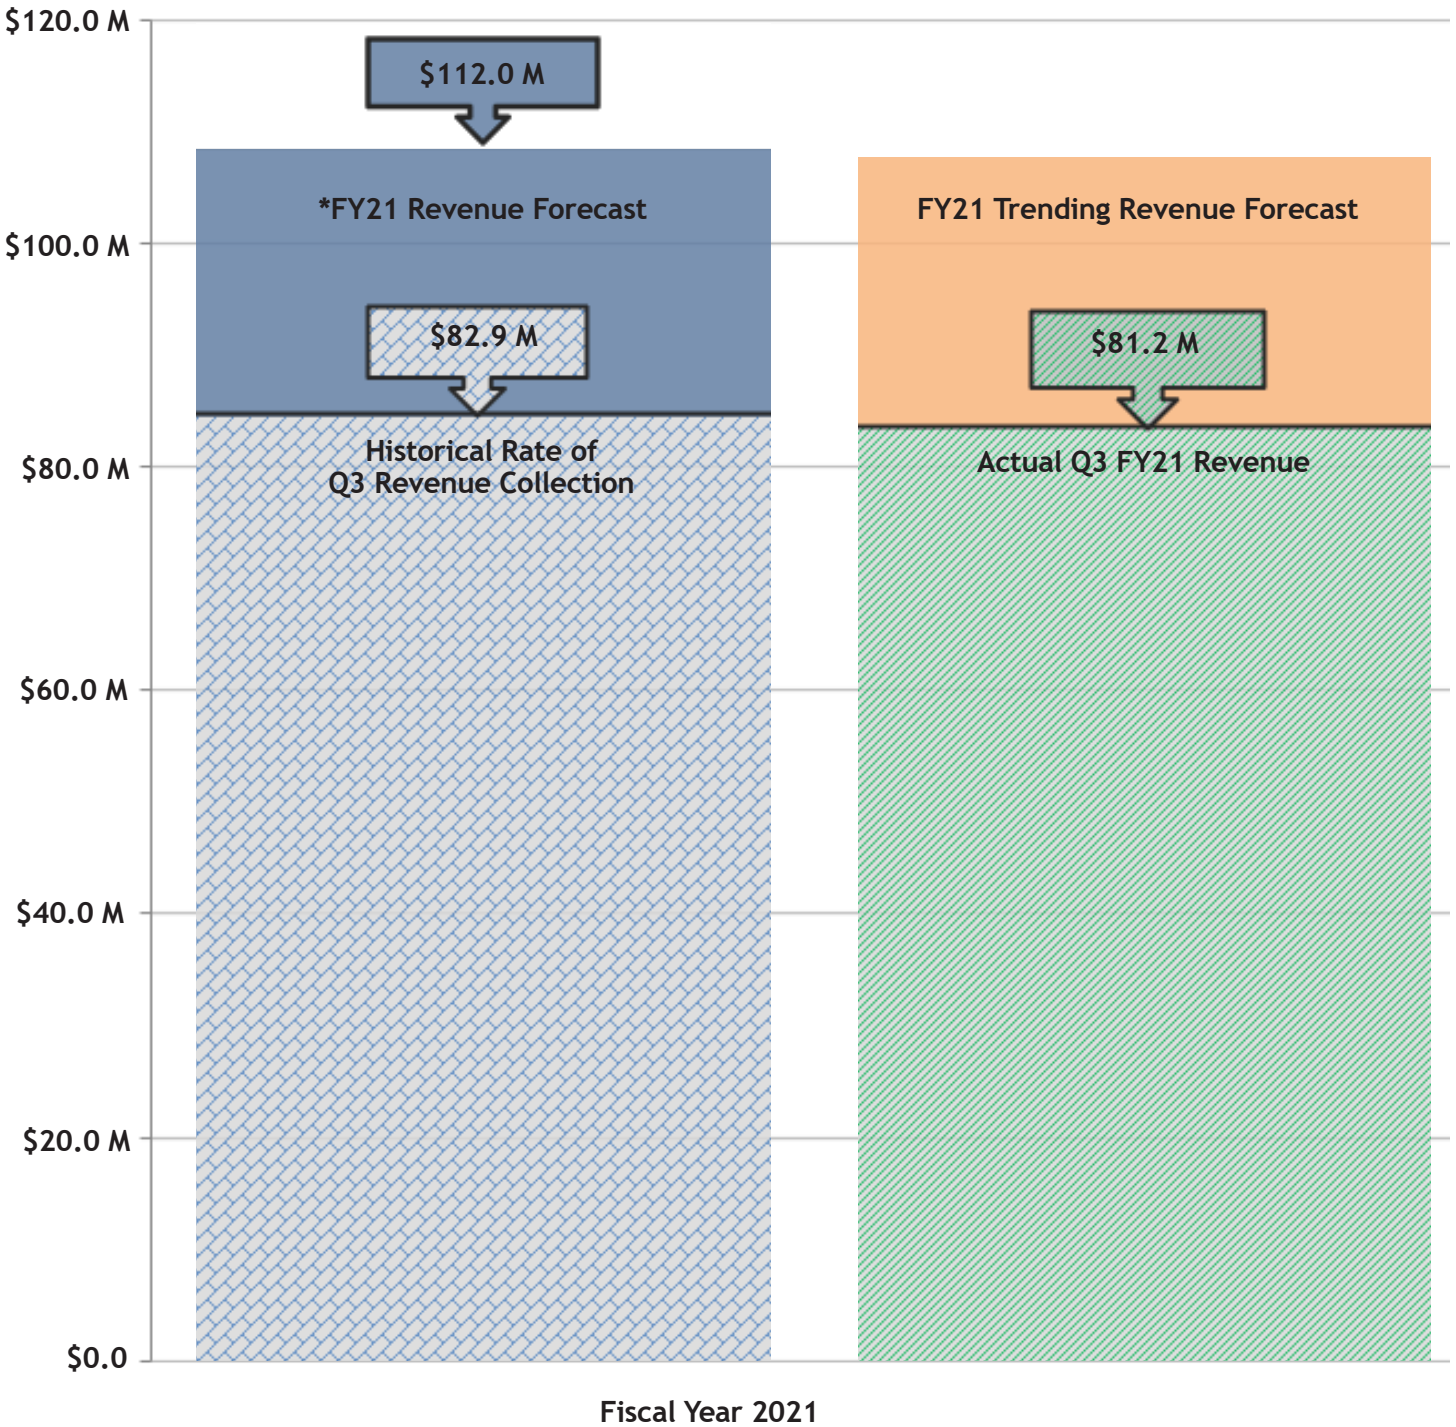 $120.0 M
$112.0 M
*FY21 Revenue Forecast
FY21 Trending Revenue Forecast
$100.0 M
$82.9 M
$81.2 M
Historical Rate of
Q3 Revenue Collection
Actual Q3 FY21 Revenue
$80.0 M
$60.0 M
$40.0 M
$20.0 M
$0.0
Fiscal Year 2021